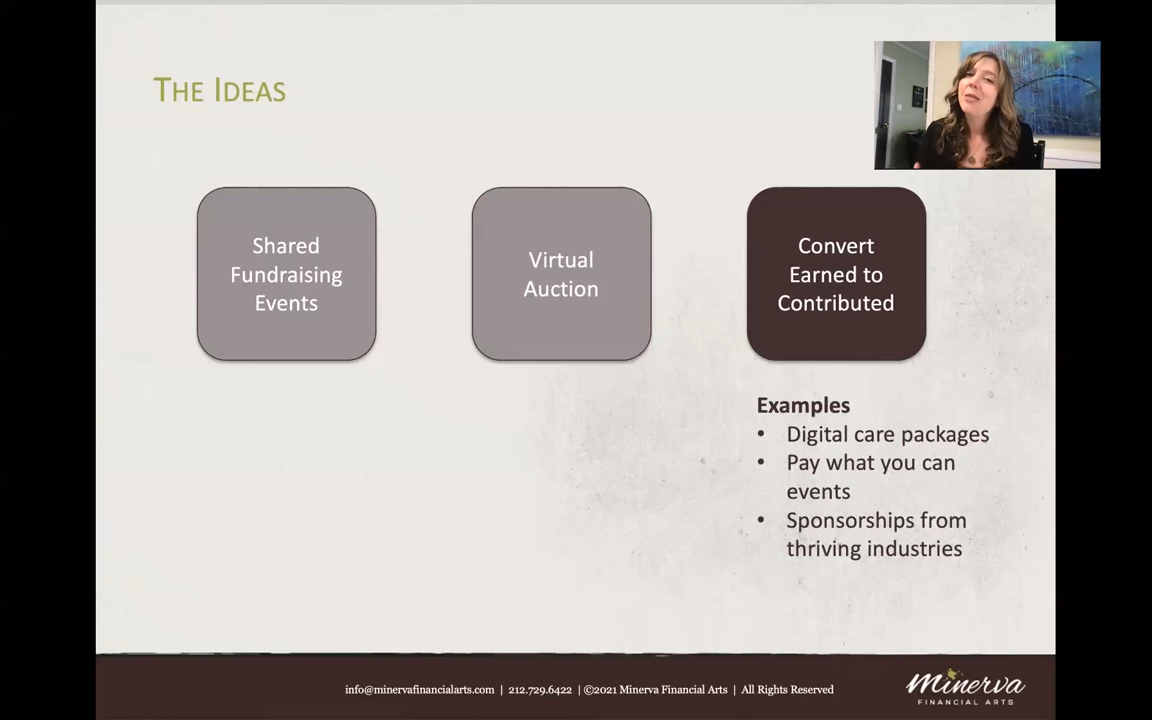 The Ideas
Shared
Fundraising
Events
Virtual
Auction
Convert
Earned to
Contributed
Examples
• Digital care packages
• Pay what you can
events
• Sponsorships from
thriving industries
info@minervafinancialarts.com | 212.729.6422 | ©2021 Minerva Financial Arts | All Rights Reserved
Minerva
FINANCIAL ARTS